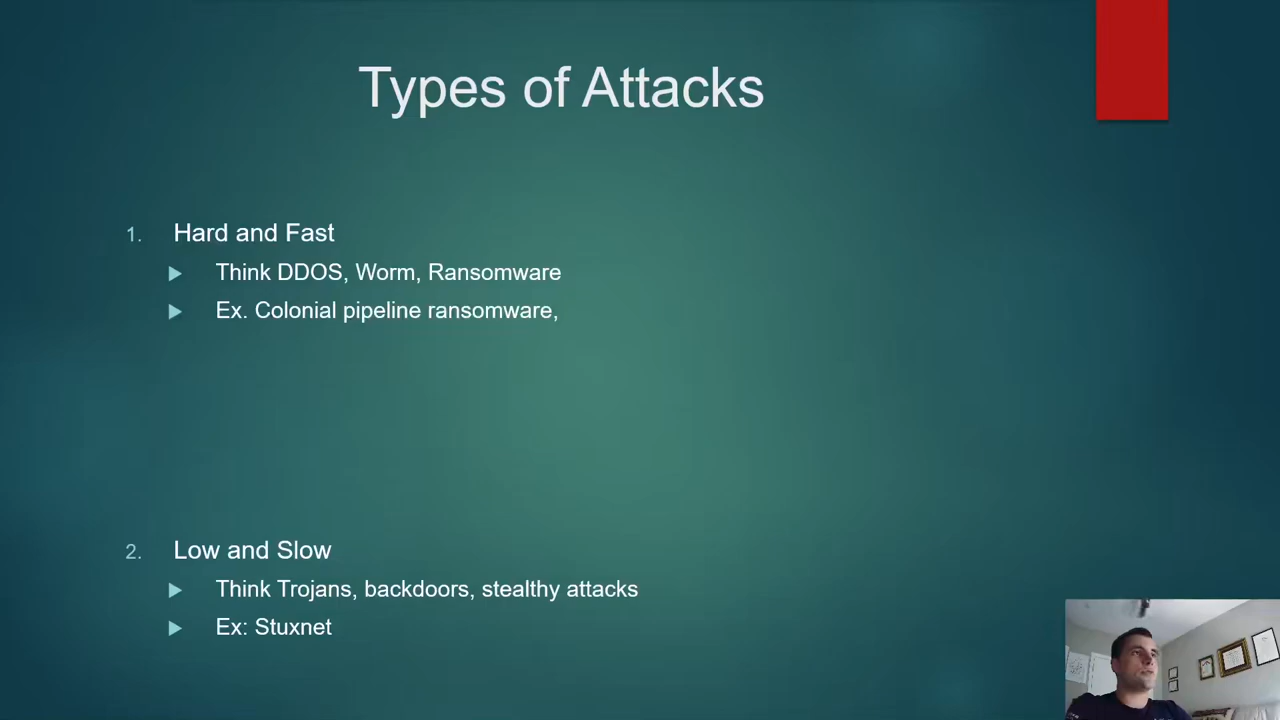 Types of Attacks
1. Hard and Fast
Think DDOS, Worm, Ransomware
Ex. Colonial pipeline ransomware,
2. Low and Slow
Think Trojans, backdoors, stealthy attacks
Ex: Stuxnet